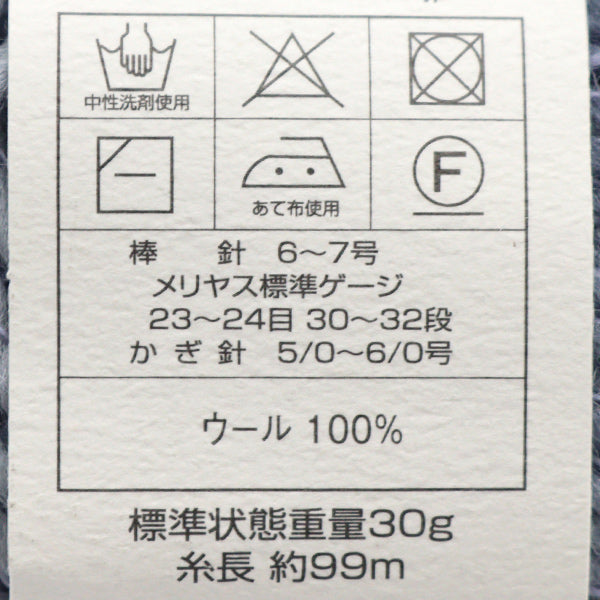 中性洗剤使用
あて布使用
F
棒 針 6～7号
メリヤス標準ゲージ
23～24目 30～32段
かぎ針 5/0～6/0号
ウール 100%
標準状態重量30g
糸長 約99m